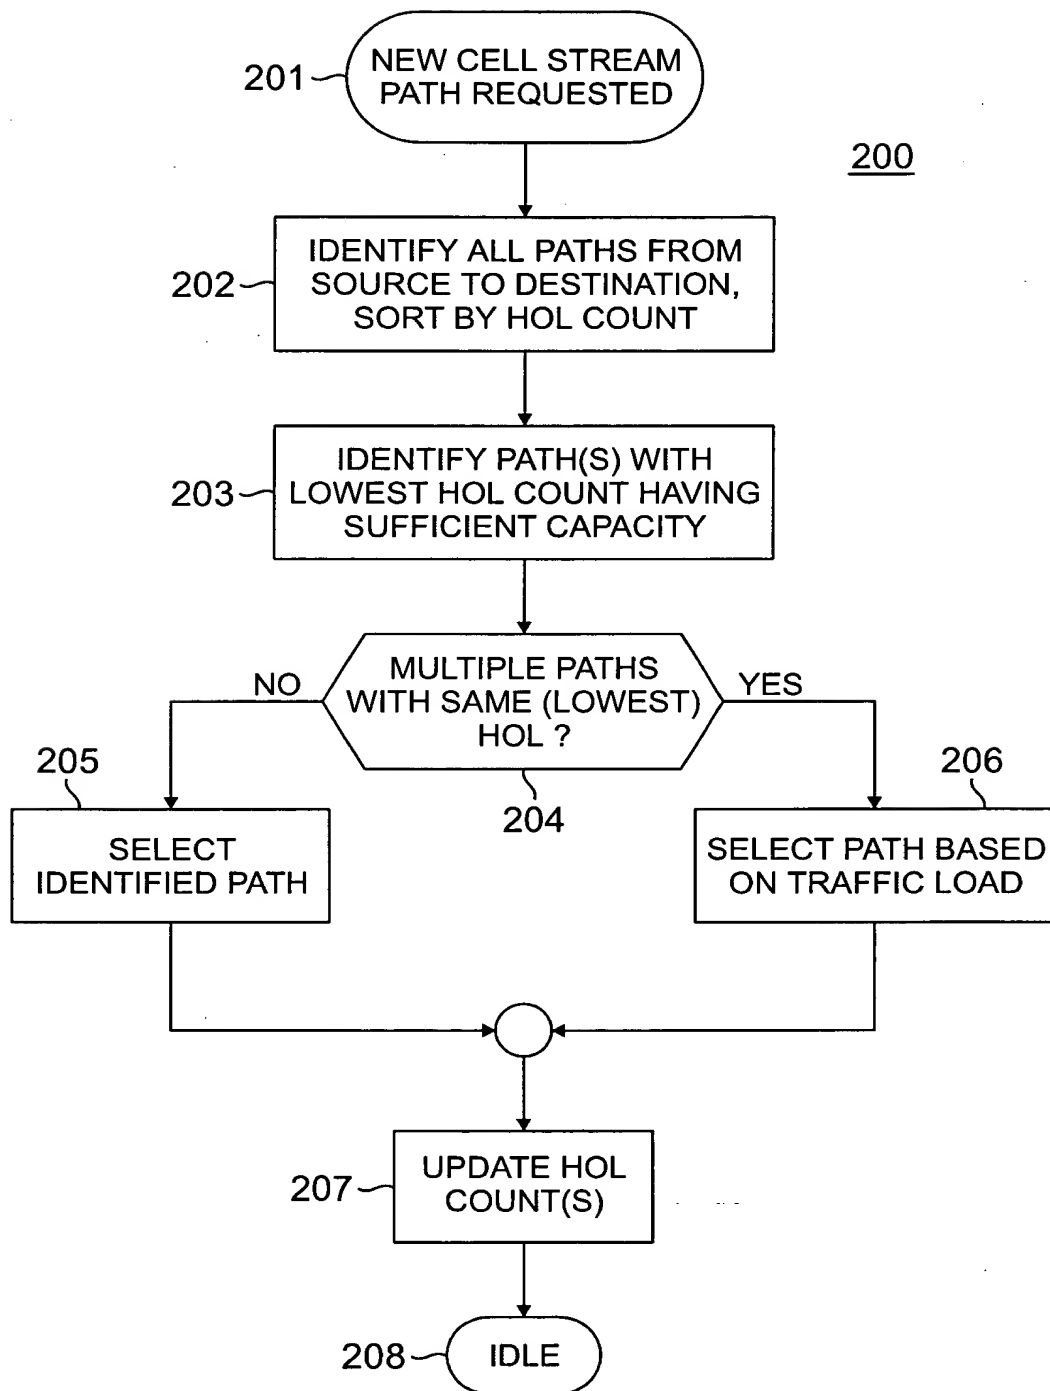 NEW CELL STREAM
PATH REQUESTED
201
200
IDENTIFY ALL PATHS FROM
SOURCE TO DESTINATION,
SORT BY HOL COUNT
202
IDENTIFY PATH(S) WITH
LOWEST HOL COUNT HAVING
SUFFICIENT CAPACITY
203
MULTIPLE PATHS
WITH SAME (LOWEST)
HOL ?
NO
YES
204
205
SELECT
IDENTIFIED PATH
206
SELECT PATH BASED
ON TRAFFIC LOAD
UPDATE HOL
COUNT(S)
207
208
IDLE